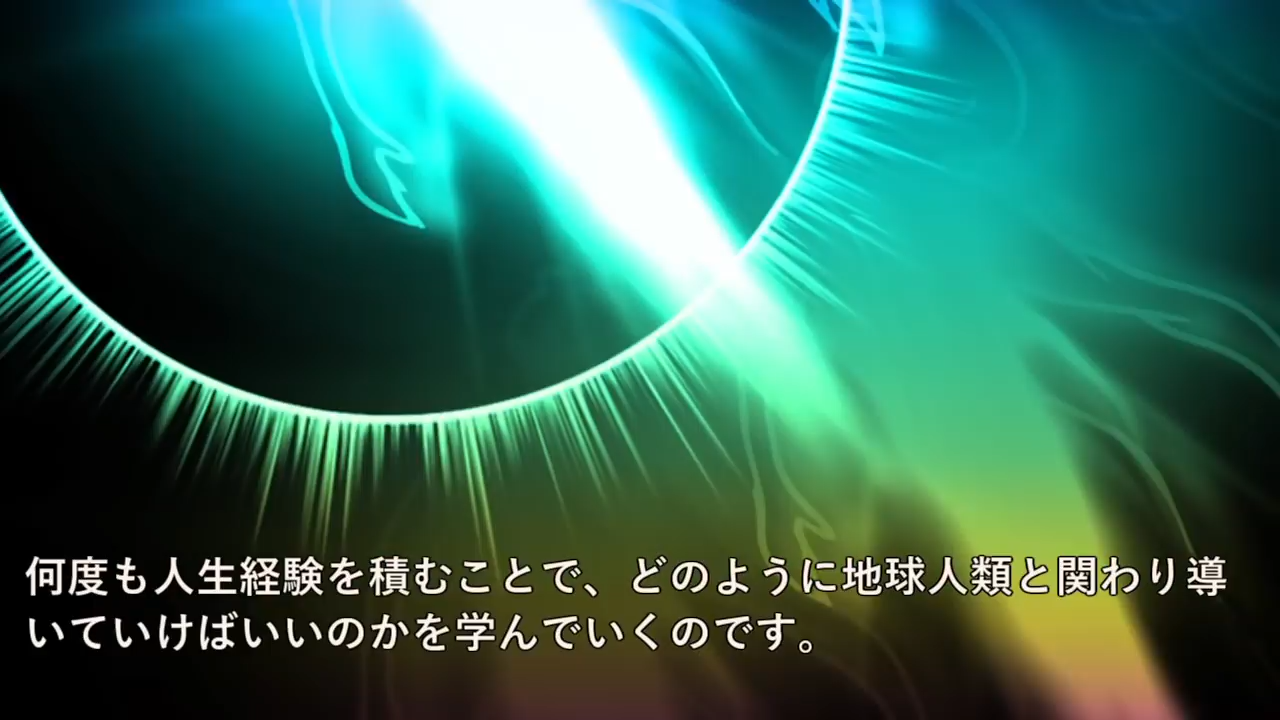 何度も人生経験を積むことで、どのように地球人類と関わり導
いていけばいいのかを学んでいくのです。